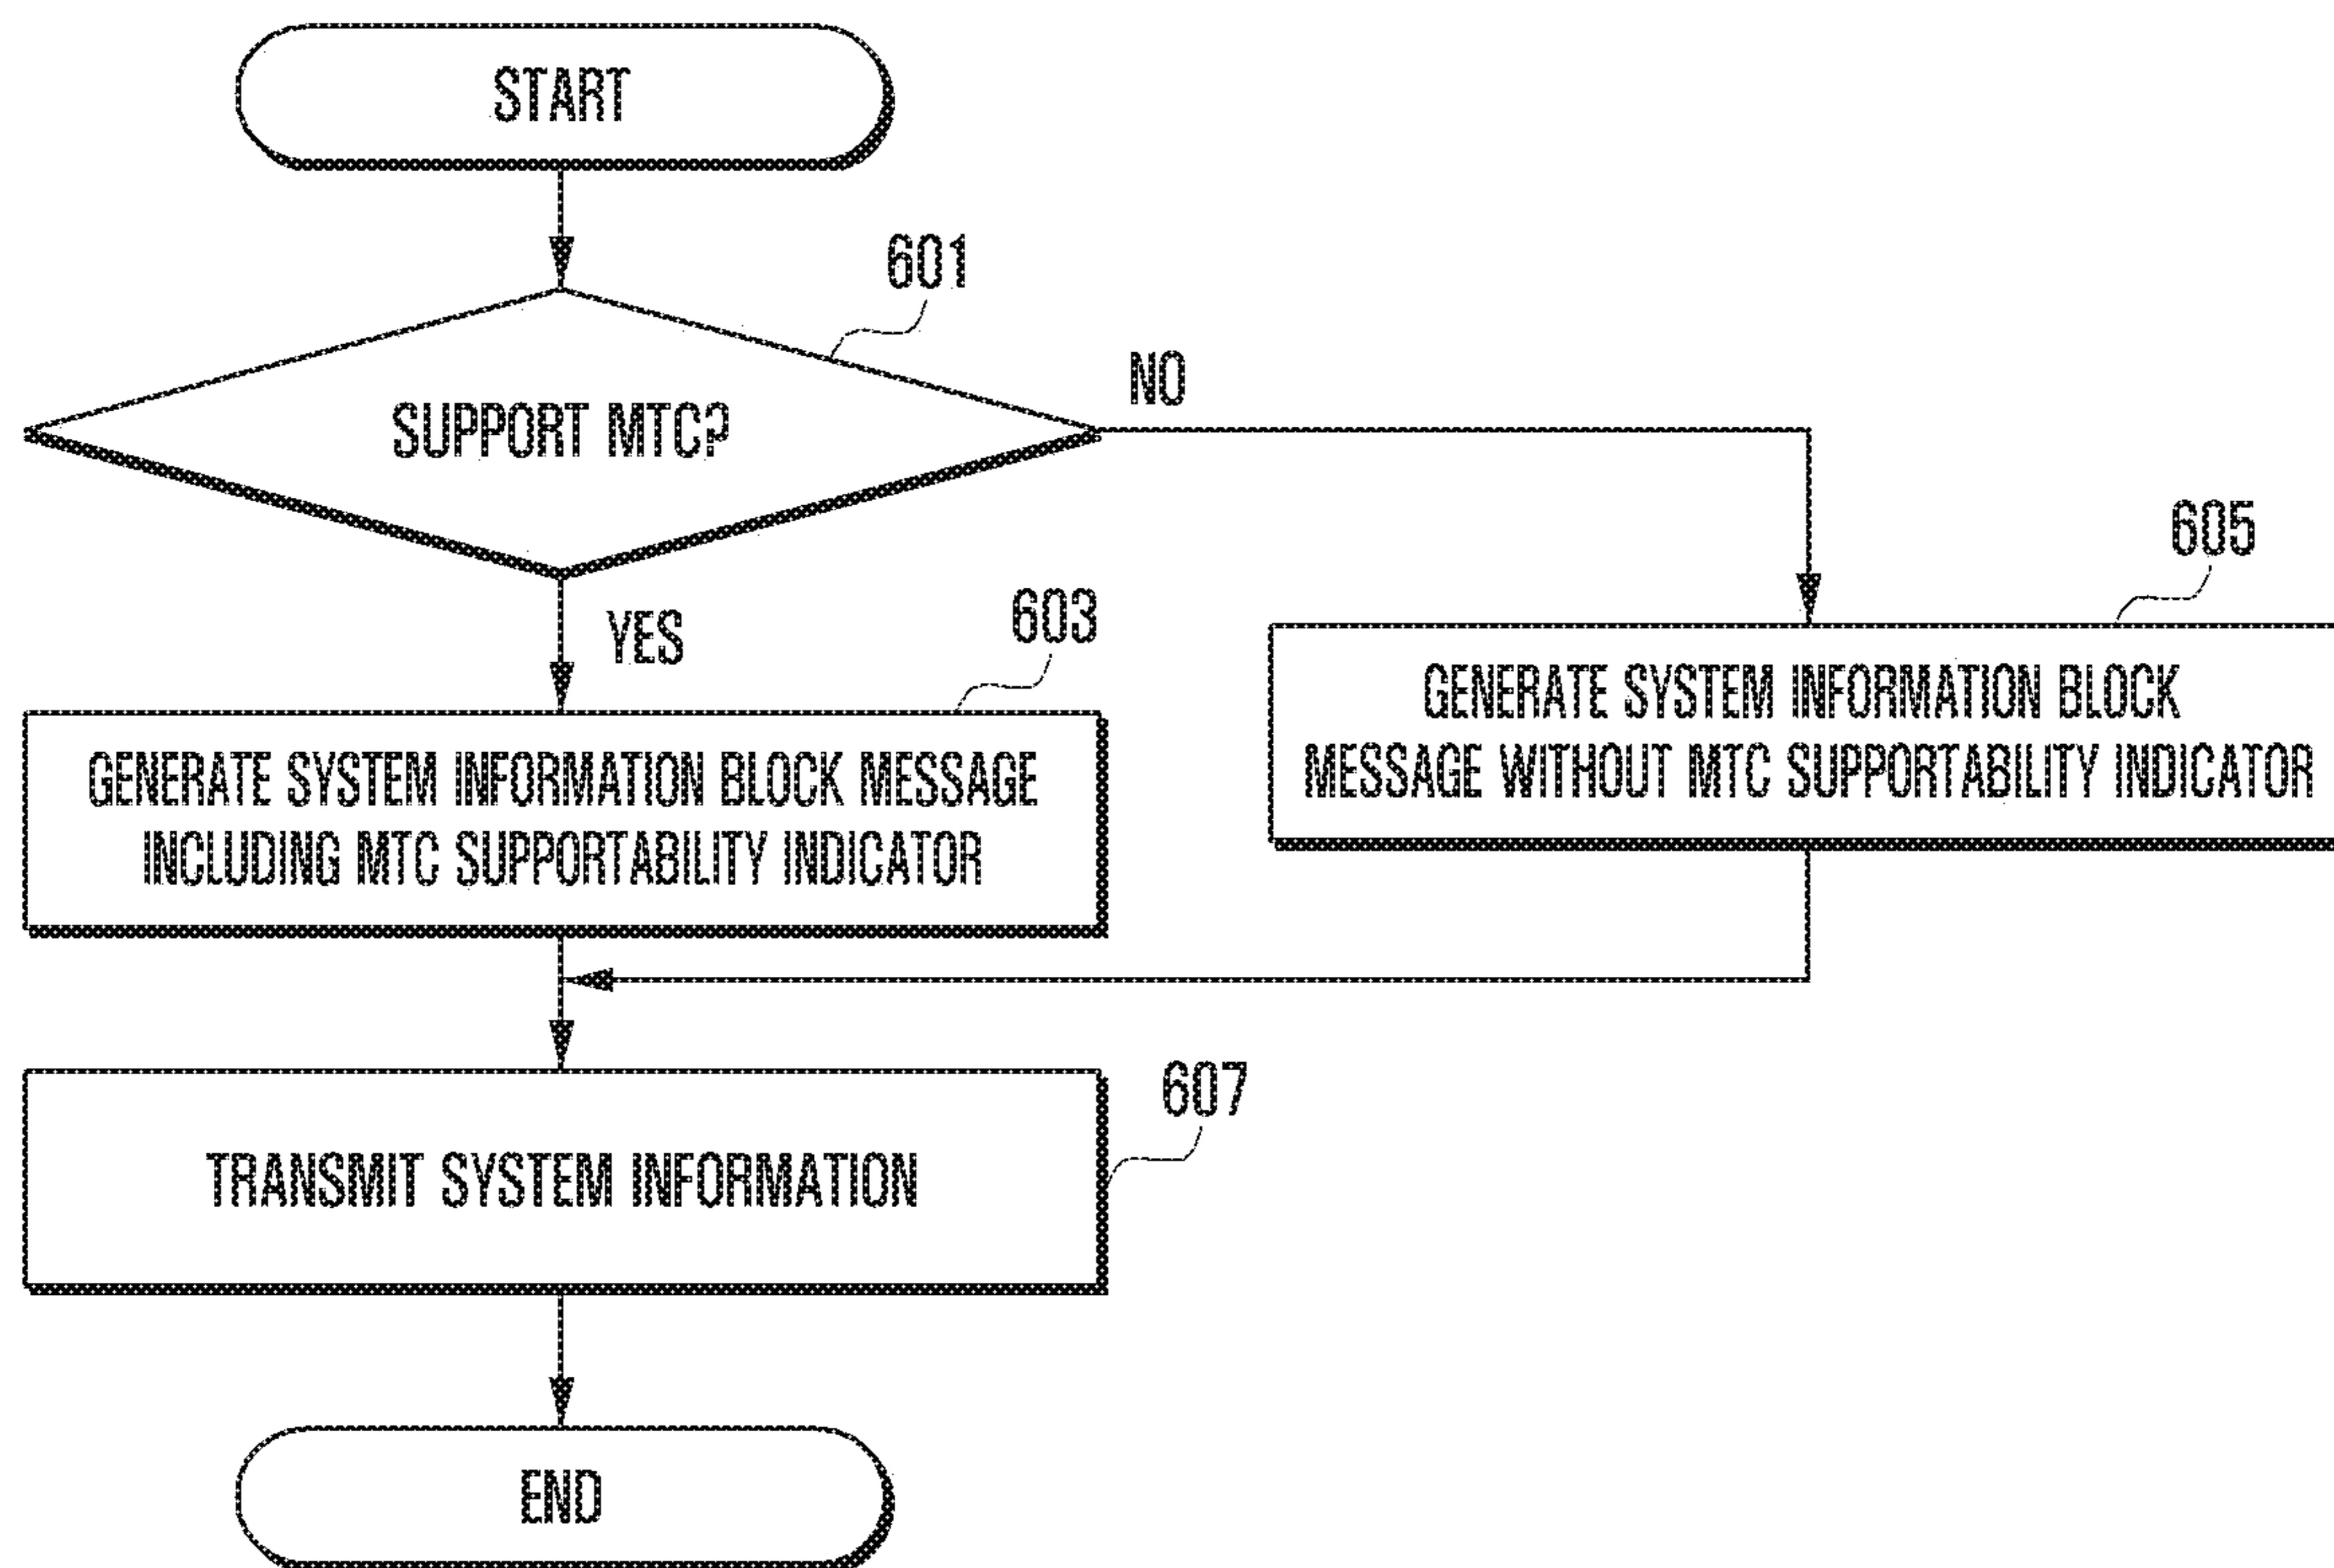 START
601
SUPPORT MTC?
NO
YES
603
605
GENERATE SYSTEM INFORMATION BLOCK MESSAGE
INCLUDING MTC SUPPORTABILITY INDICATOR
GENERATE SYSTEM INFORMATION BLOCK
MESSAGE WITHOUT MTC SUPPORTABILITY INDICATOR
607
TRANSMIT SYSTEM INFORMATION
END